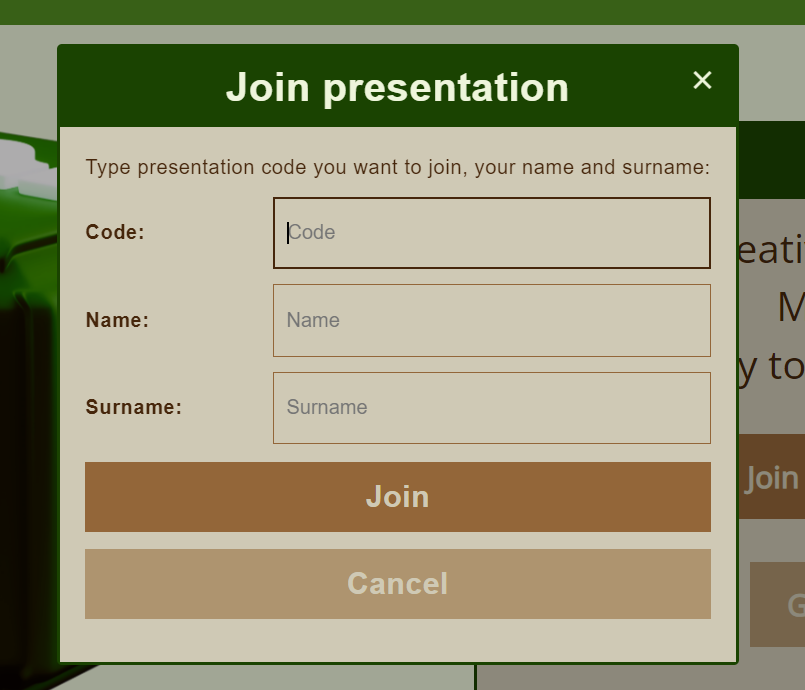 Join presentation ×
Type presentation code you want to join, your name and surname:
Code: Code
Name: Name
Surname: Surname
Join
Cancel
eati
M
y to
Join
G